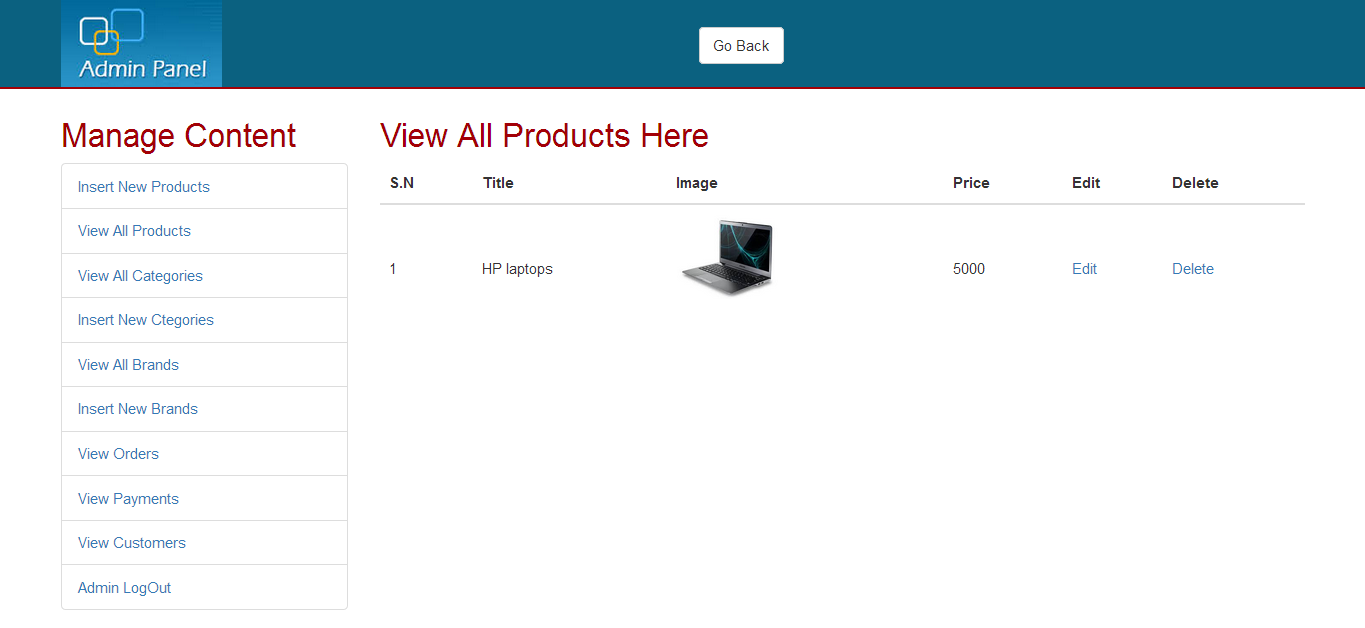 Admin Panel
Go Back
Manage Content
Insert New Products
View All Products
View All Categories
Insert New Ctegories
View All Brands
Insert New Brands
View Orders
View Payments
View Customers
Admin LogOut
View All Products Here
S.N Title Image Price Edit Delete
1 HP laptops 5000 Edit Delete